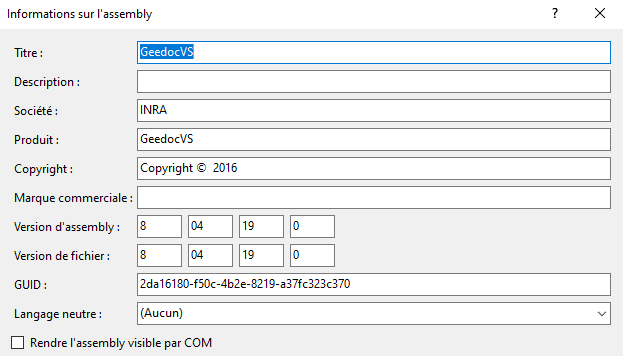 Informations sur l'assembly ?
Titre : GeedocVS
Description :
Société : INRA
Produit : GeedocVS
Copyright : Copyright © 2016
Marque commerciale :
Version d'assembly : 8 04 19 0
Version de fichier : 8 04 19 0
GUID : 2da16180-f50c-4b2e-8219-a37fc323c370
Langage neutre : (Aucun)
Rendre l'assembly visible par COM